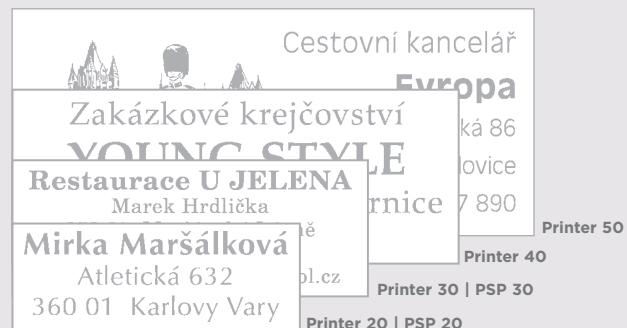 Cestovní kancelář
Evropa
ká 86
lovice
7 890
Printer 50
Zakázkové krejčovství
YOUNG STYLE
rnice
Printer 40
Restaurace U JELENA
Marek Hrdlička
ně
ol.cz
Printer 30 | PSP 30
Mirka Maršálková
Atletická 632
360 01 Karlovy Vary
Printer 20 | PSP 20